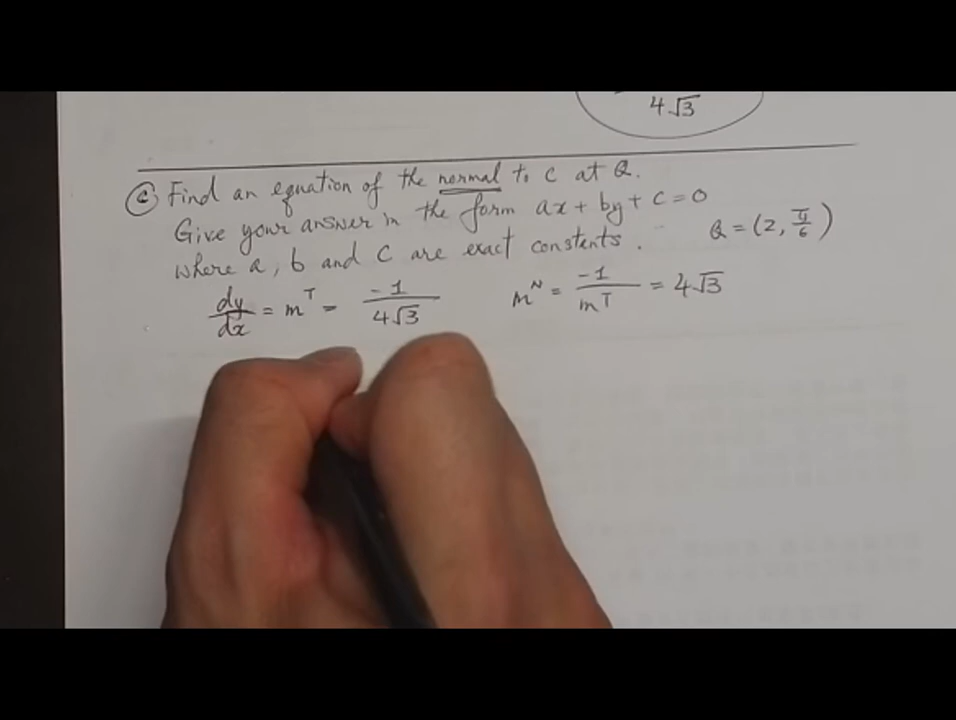 4√3
(c) Find an equation of the normal to C at Q.
Give your answer in the form ax + by + c = 0
where a, b and c are exact constants.
Q = (2, π/6)
dy/dx = m^T = -1/4√3
m^N = -1/m^T = 4√3